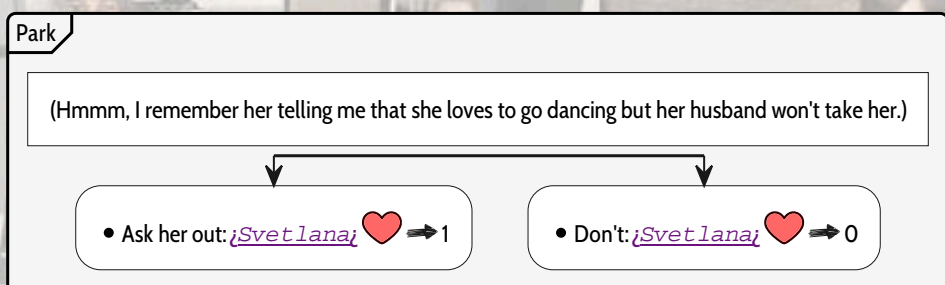 Park
(Hmmm, I remember her telling me that she loves to go dancing but her husband won't take her.)
• Ask her out: ¿Svetlana¿ ❤ ➡ 1
• Don't: ¿Svetlana¿ ❤ ➡ 0